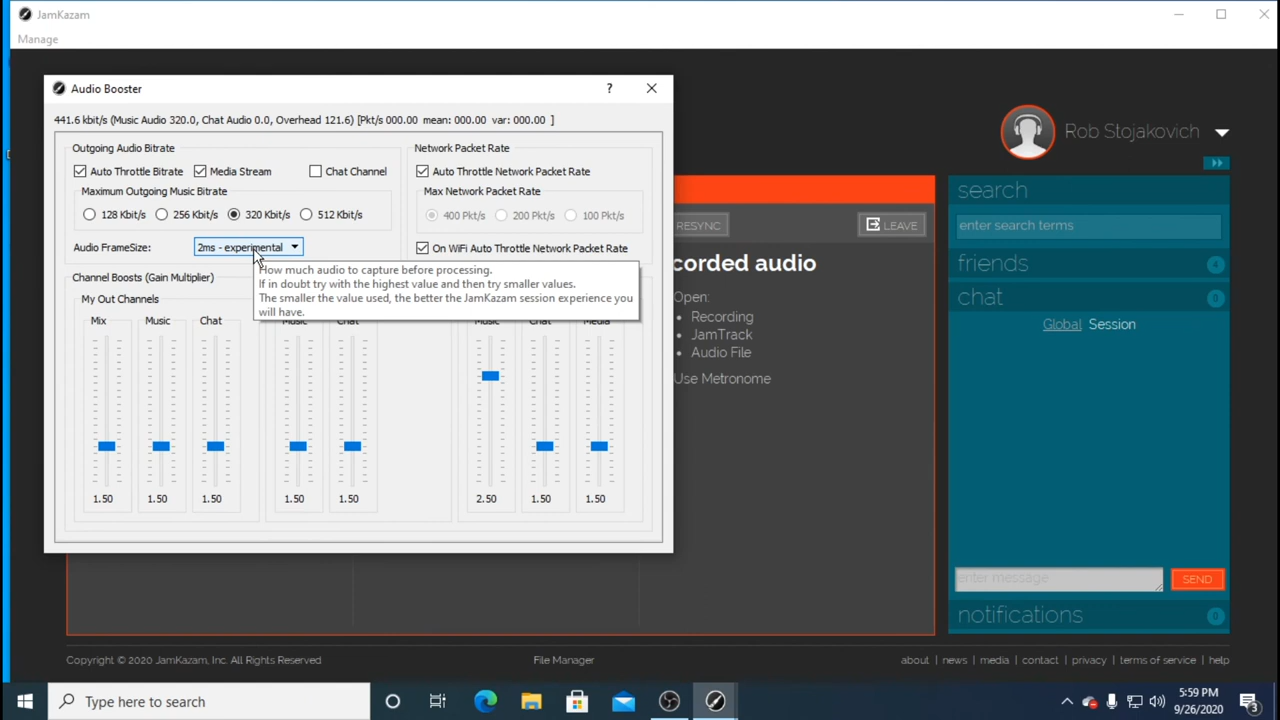 JamKazam
Manage
Audio Booster
?
441.6 kbit/s (Music Audio 320.0, Chat Audio 0.0, Overhead 121.6) [Pkt/s 000.00 mean: 000.00 var: 000.00 ]
Outgoing Audio Bitrate
Auto Throttle Bitrate
Media Stream
Chat Channel
Maximum Outgoing Music Bitrate
128 Kbit/s
256 Kbit/s
320 Kbit/s
512 Kbit/s
Audio FrameSize:
2ms - experimental
Network Packet Rate
Auto Throttle Network Packet Rate
Max Network Packet Rate
400 Pkt/s
200 Pkt/s
100 Pkt/s
On WiFi Auto Throttle Network Packet Rate
How much audio to capture before processing.
If in doubt try with the highest value and then try smaller values.
The smaller the value used, the better the JamKazam session experience you
will have.
Channel Boosts (Gain Multiplier)
My Out Channels
Mix
Music
Chat
Music
Chat
Music
Chat
Media
1.50
1.50
1.50
1.50
1.50
2.50
1.50
1.50
Rob Stojakovich
RESYNC
LEAVE
corded audio
Open:
Recording
JamTrack
Audio File
Use Metronome
search
enter search terms
friends
4
chat
0
Global
Session
enter message
SEND
notifications
0
Copyright © 2020 JamKazam, Inc. All Rights Reserved
File Manager
about | news | media | contact | privacy | terms of service | help
Type here to search
5:59 PM
9/26/2020
3